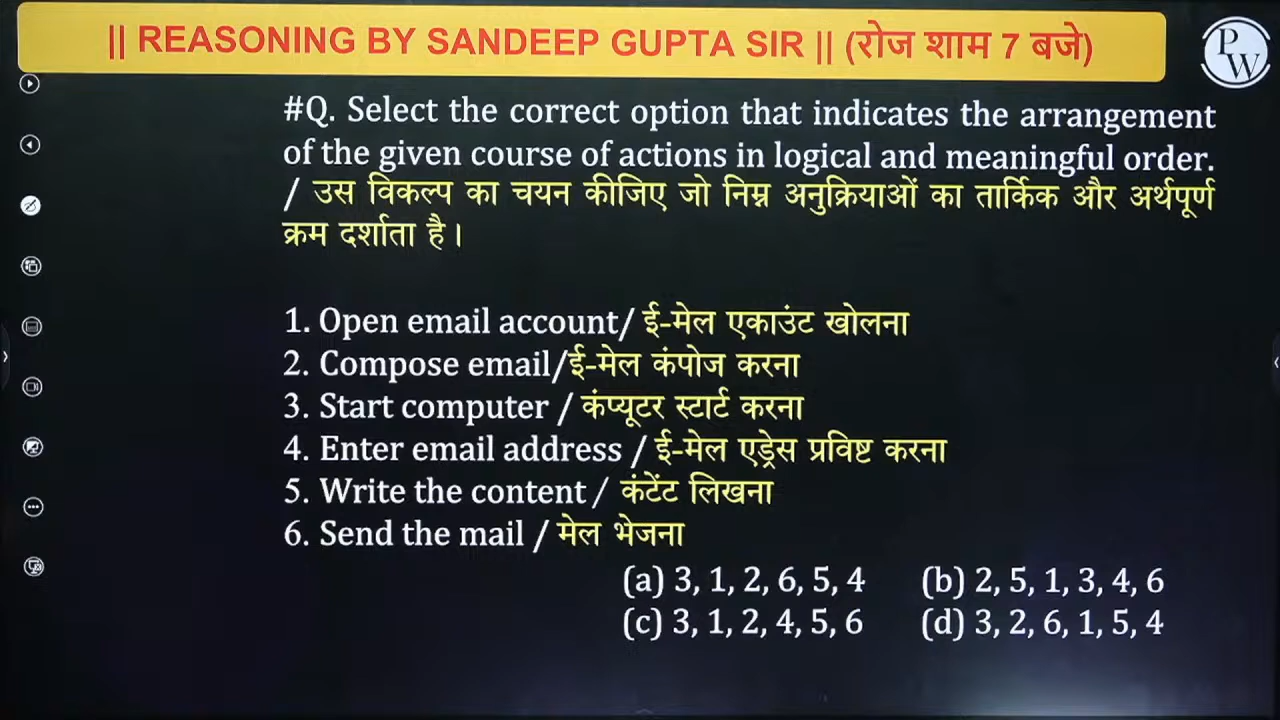 || REASONING BY SANDEEP GUPTA SIR || (रोज शाम 7 बजे)
PW
#Q. Select the correct option that indicates the arrangement
of the given course of actions in logical and meaningful order.
/ उस विकल्प का चयन कीजिए जो निम्न अनुक्रियाओं का तार्किक और अर्थपूर्ण
क्रम दर्शाता है।
1. Open email account/ ई-मेल एकाउंट खोलना
2. Compose email/ई-मेल कंपोज करना
3. Start computer / कंप्यूटर स्टार्ट करना
4. Enter email address / ई-मेल एड्रेस प्रविष्ट करना
5. Write the content / कंटेंट लिखना
6. Send the mail / मेल भेजना
(a) 3, 1, 2, 6, 5, 4 (b) 2, 5, 1, 3, 4, 6
(c) 3, 1, 2, 4, 5, 6 (d) 3, 2, 6, 1, 5, 4